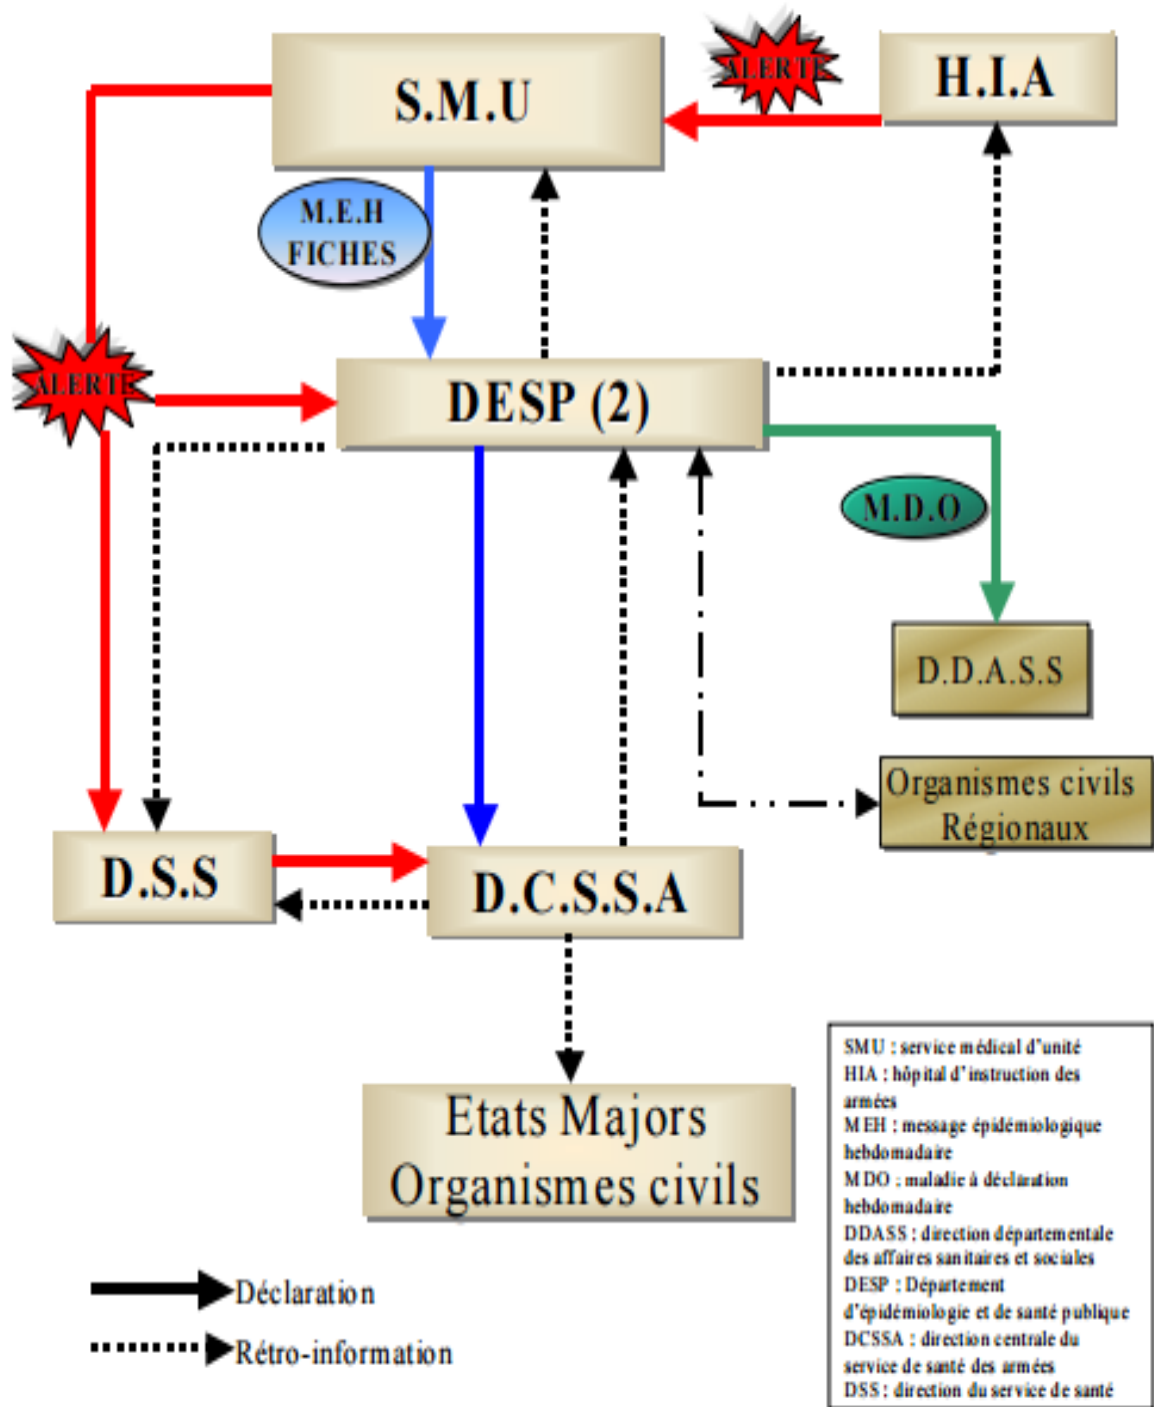 ALERTE
S.M.U
H.I.A
M.E.H
FICHES
ALERTE
DESP (2)
M.D.O
D.D.A.S.S
Organismes civils
Régionaux
D.S.S
D.C.S.S.A
Etats Majors
Organismes civils
SMU : service médical d'unité
HIA : hôpital d'instruction des
armées
MEH : message épidémiologique
hebdomadaire
MDO : maladie à déclaration
hebdomadaire
DDASS : direction départementale
des affaires sanitaires et sociales
DESP : Département
d'épidémiologie et de santé publique
DCSSA : direction centrale du
service de santé des armées
DSS : direction du service de santé
Déclaration
Rétro-information